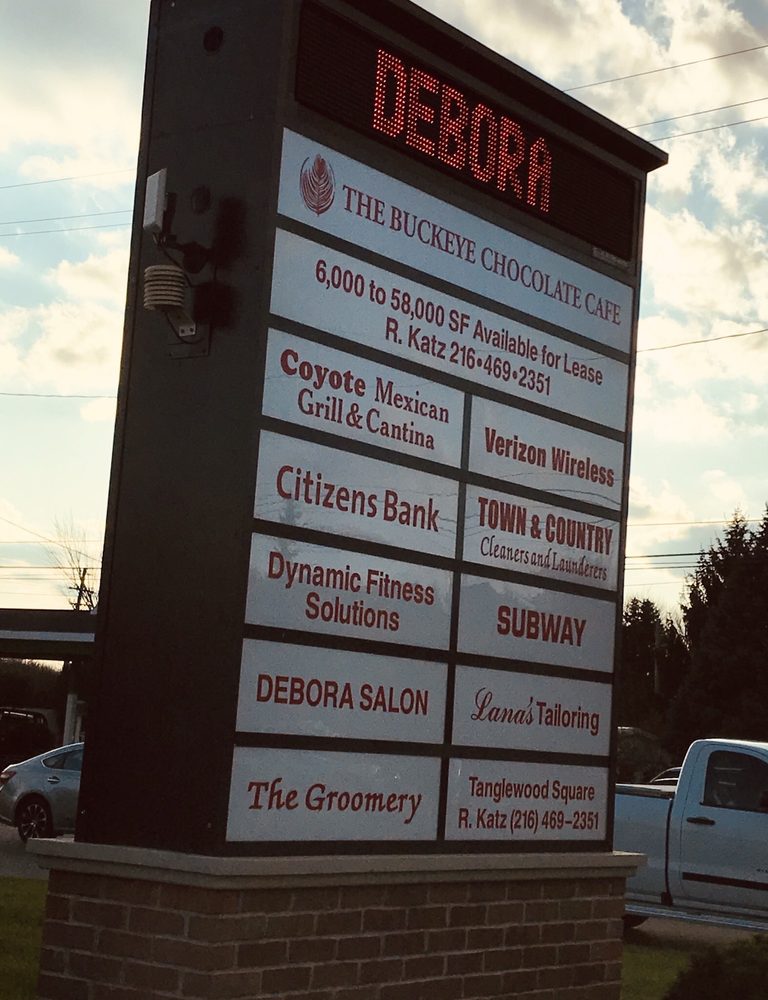 DEBORA
THE BUCKEYE CHOCOLATE CAFE
6,000 to 58,000 SF Available for Lease
R. Katz 216•469•2351
Coyote Mexican
Grill & Cantina
Verizon Wireless
Citizens Bank
TOWN & COUNTRY
Cleaners and Launderers
Dynamic Fitness
Solutions
SUBWAY
DEBORA SALON
Lana's Tailoring
The Groomery
Tanglewood Square
R. Katz (216) 469-2351